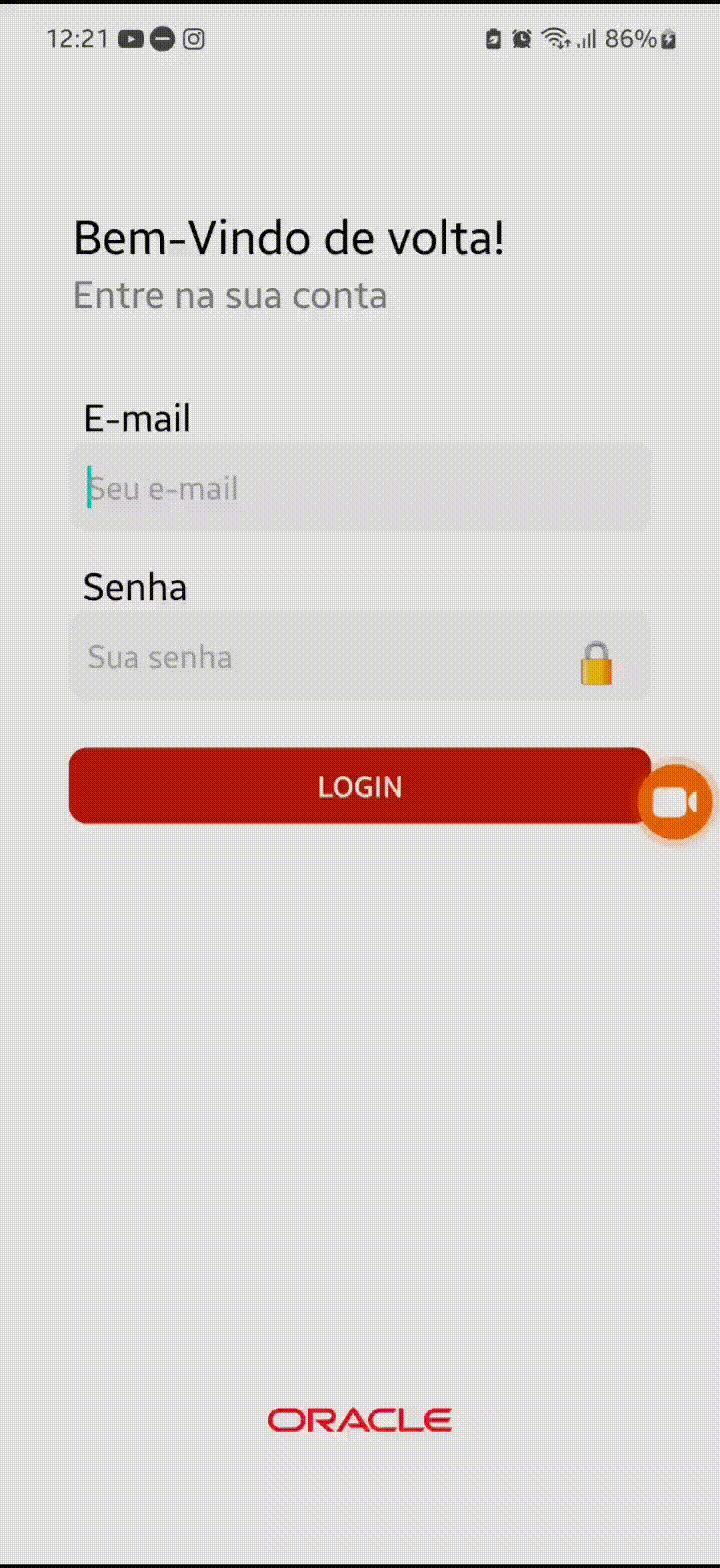 12:21 86%
Bem-Vindo de volta!
Entre na sua conta
E-mail
Seu e-mail
Senha
Sua senha
LOGIN
ORACLE